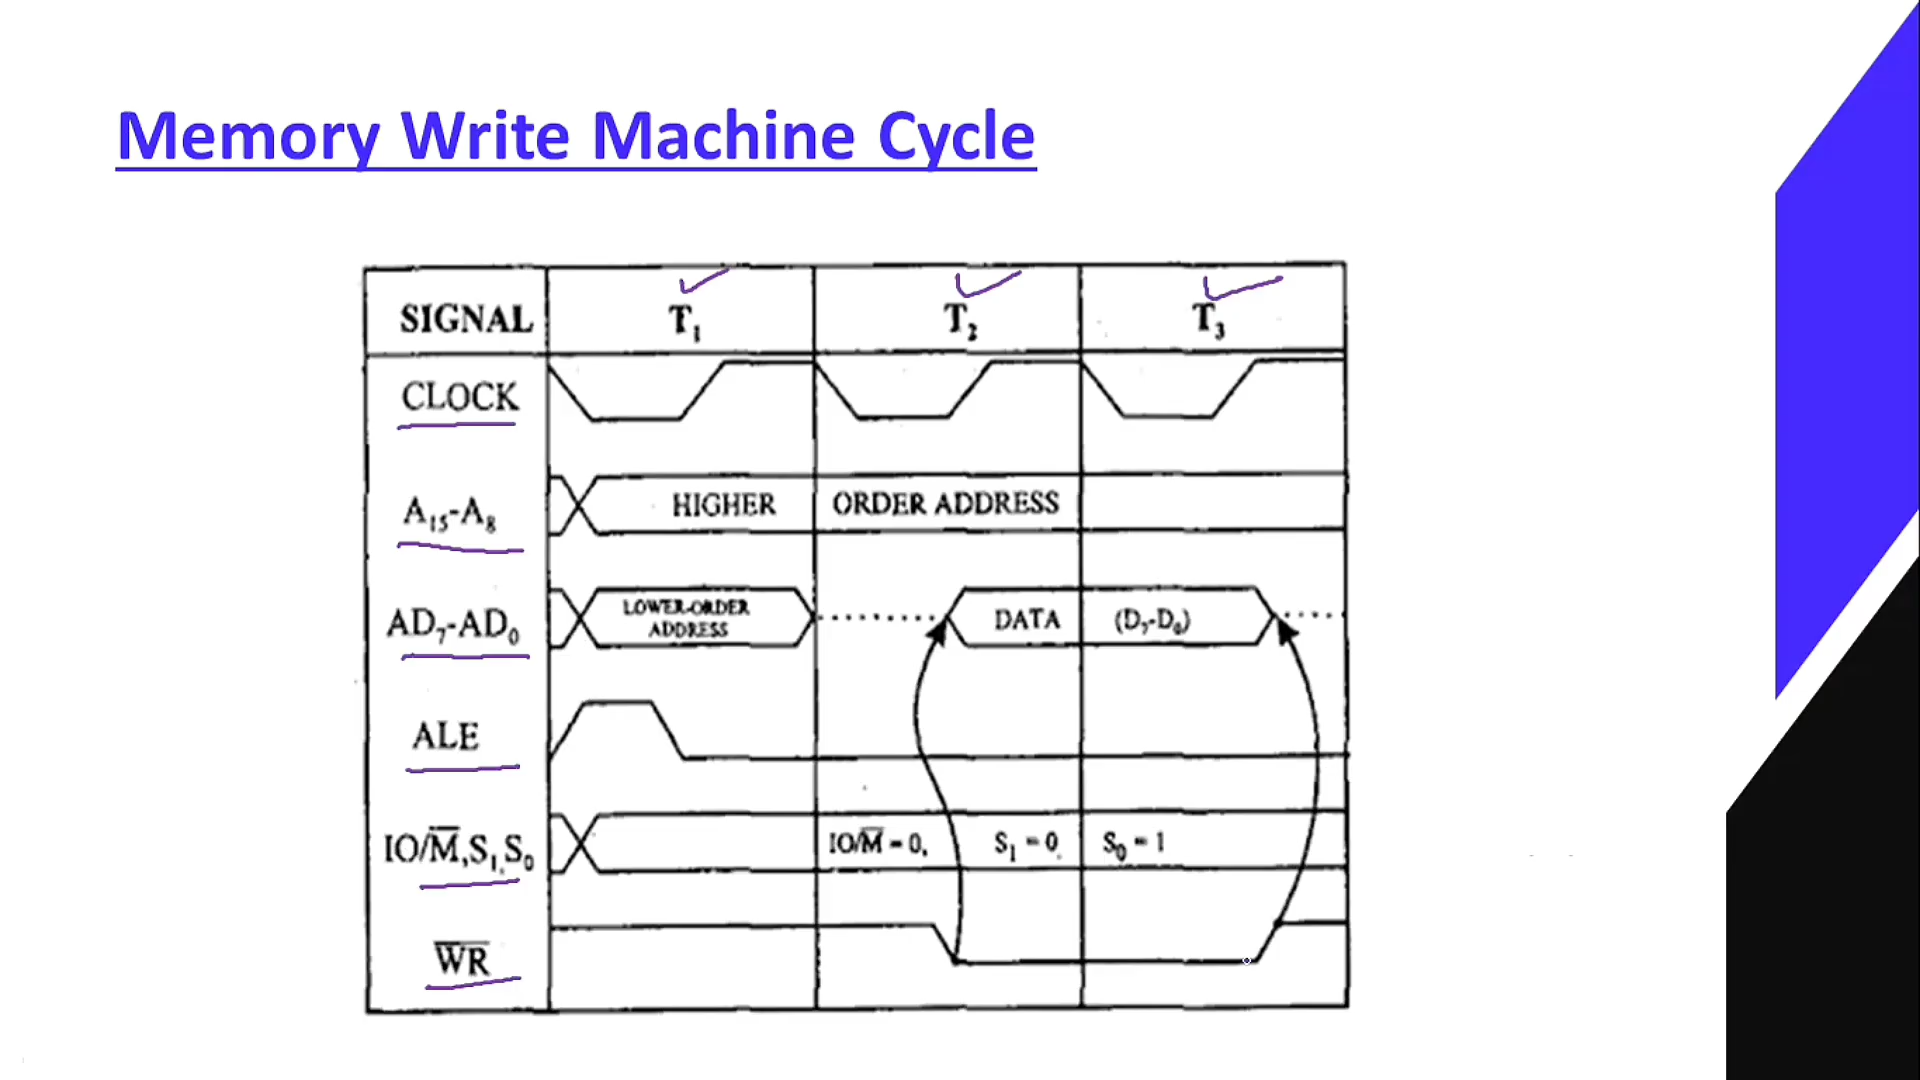 Memory Write Machine Cycle
SIGNAL T₁ T₂ T₃
CLOCK
A₁₅-A₈ HIGHER ORDER ADDRESS
AD₇-AD₀ LOWER-ORDER ADDRESS DATA (D₇-D₀)
ALE
IO/M̅,S₁,S₀ IO/M̅ = 0, S₁ = 0, S₀ = 1
W̅R̅